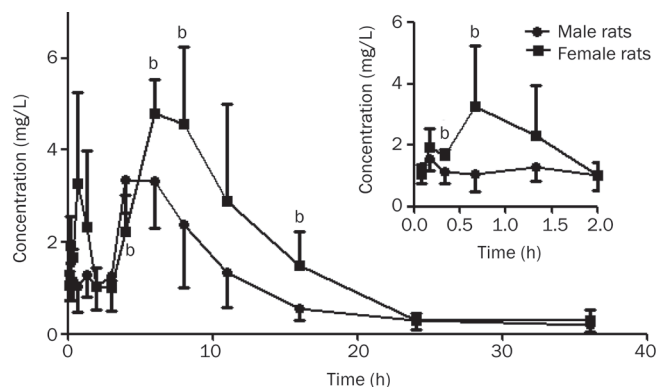 6
4
2
0
Concentration (mg/L)
b
b
b
b
0
10
20
30
40
Time (h)
6
4
2
0
Concentration (mg/L)
b
b
0.0
0.5
1.0
1.5
2.0
Time (h)
Male rats
Female rats